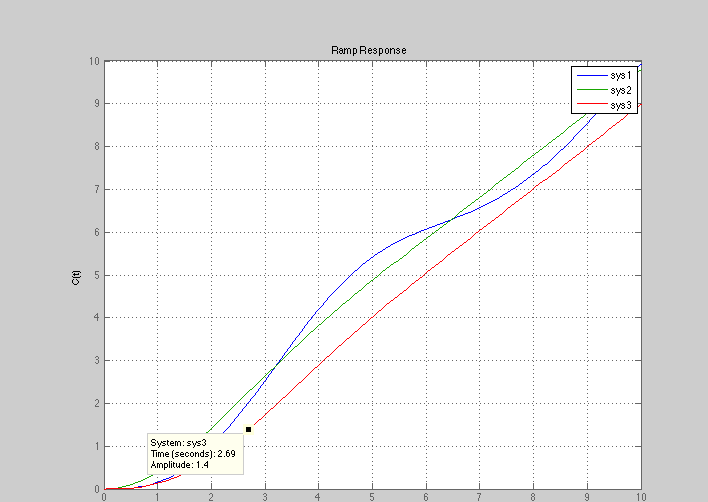 Ramp Response
10
9
8
7
6
5
4
3
2
1
0
C(t)
sys1
sys2
sys3
System: sys3
Time (seconds): 2.69
Amplitude: 1.4
0 1 2 3 4 5 6 7 8 9 10